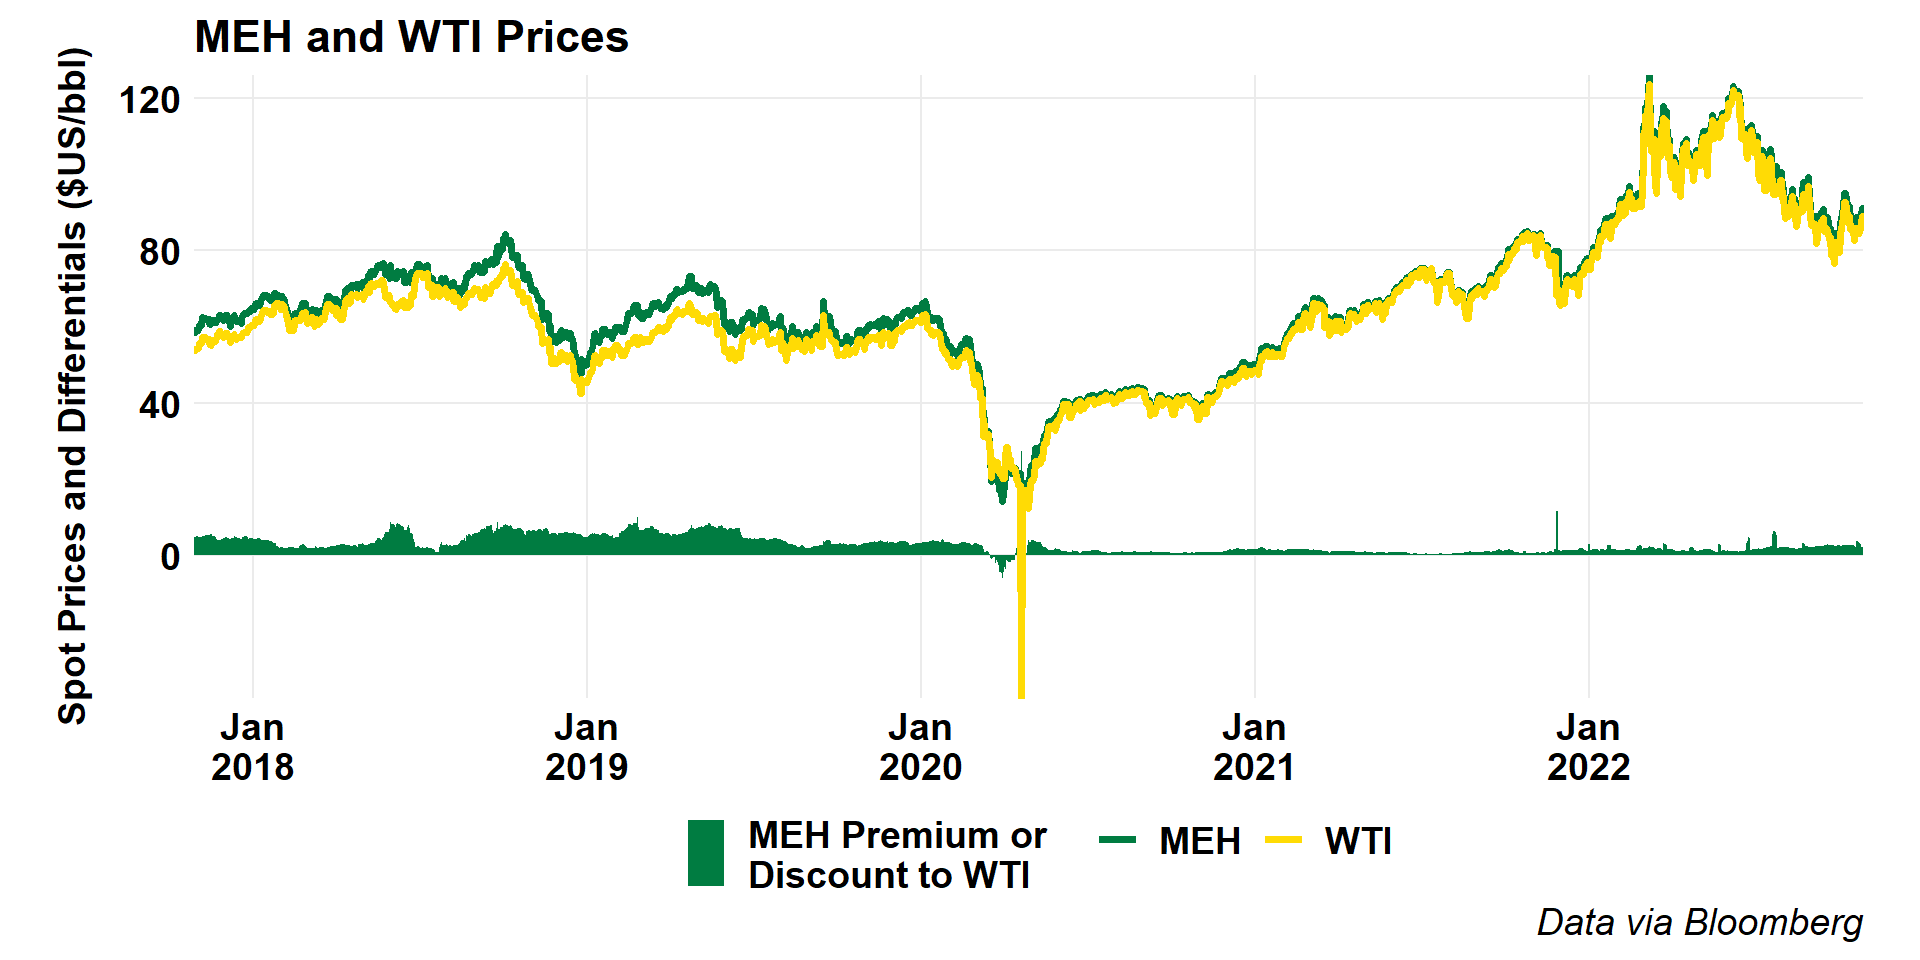 MEH and WTI Prices
Spot Prices and Differentials ($US/bbl)
120
80
40
0
Jan 2018
Jan 2019
Jan 2020
Jan 2021
Jan 2022
MEH Premium or
Discount to WTI
MEH
WTI
Data via Bloomberg